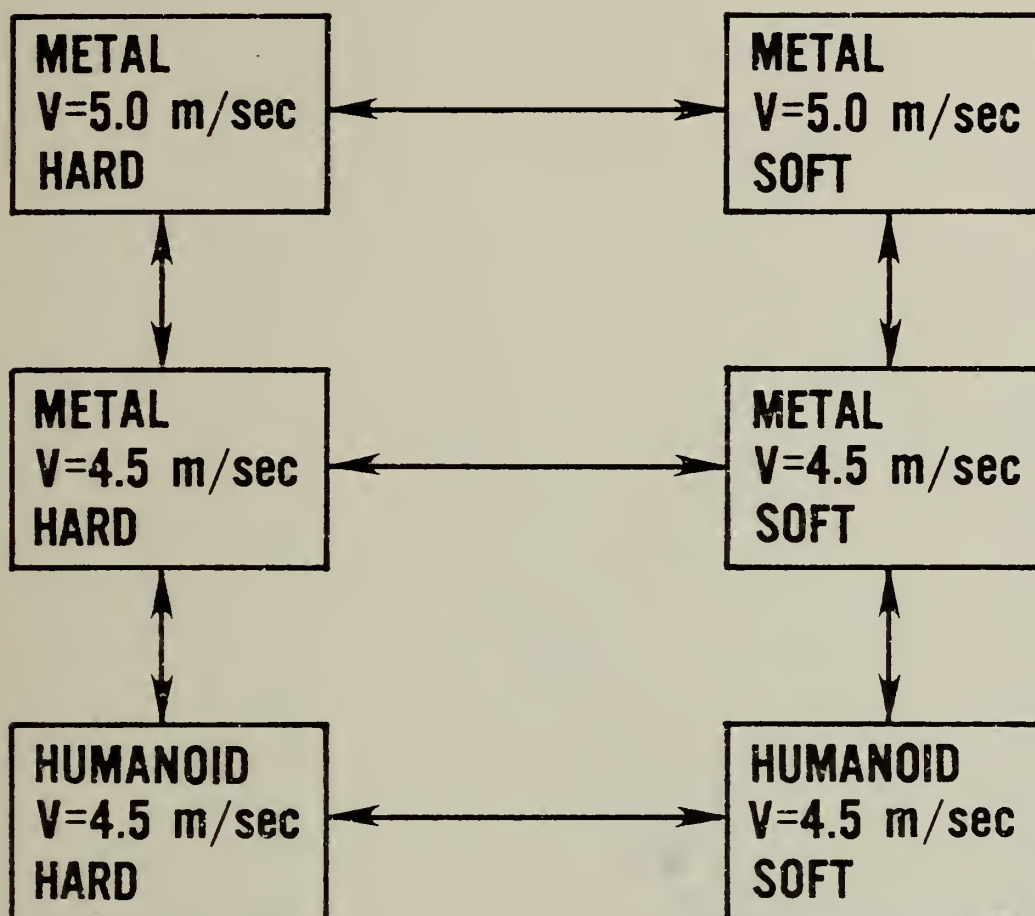 METAL
V=5.0 m/sec
HARD
METAL
V=5.0 m/sec
SOFT
METAL
V=4.5 m/sec
HARD
METAL
V=4.5 m/sec
SOFT
HUMANOID
V=4.5 m/sec
HARD
HUMANOID
V=4.5 m/sec
SOFT